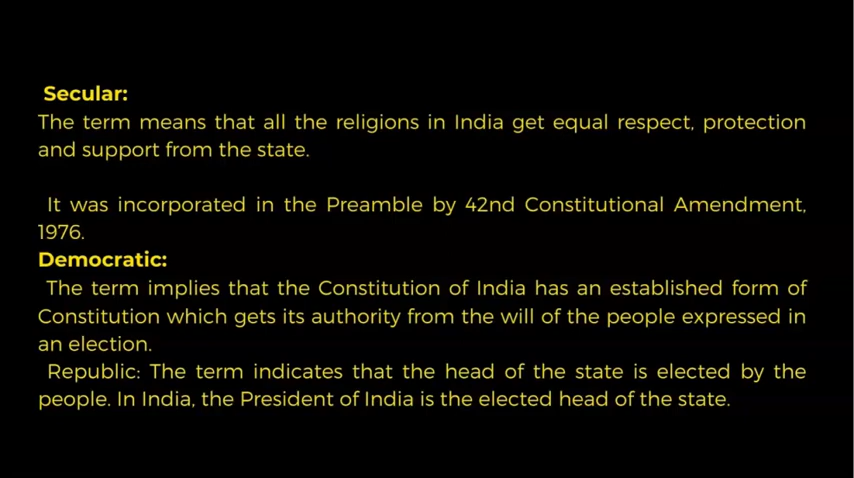 Secular:
The term means that all the religions in India get equal respect, protection
and support from the state.
It was incorporated in the Preamble by 42nd Constitutional Amendment,
1976.
Democratic:
The term implies that the Constitution of India has an established form of
Constitution which gets its authority from the will of the people expressed in
an election.
Republic: The term indicates that the head of the state is elected by the
people. In India, the President of India is the elected head of the state.